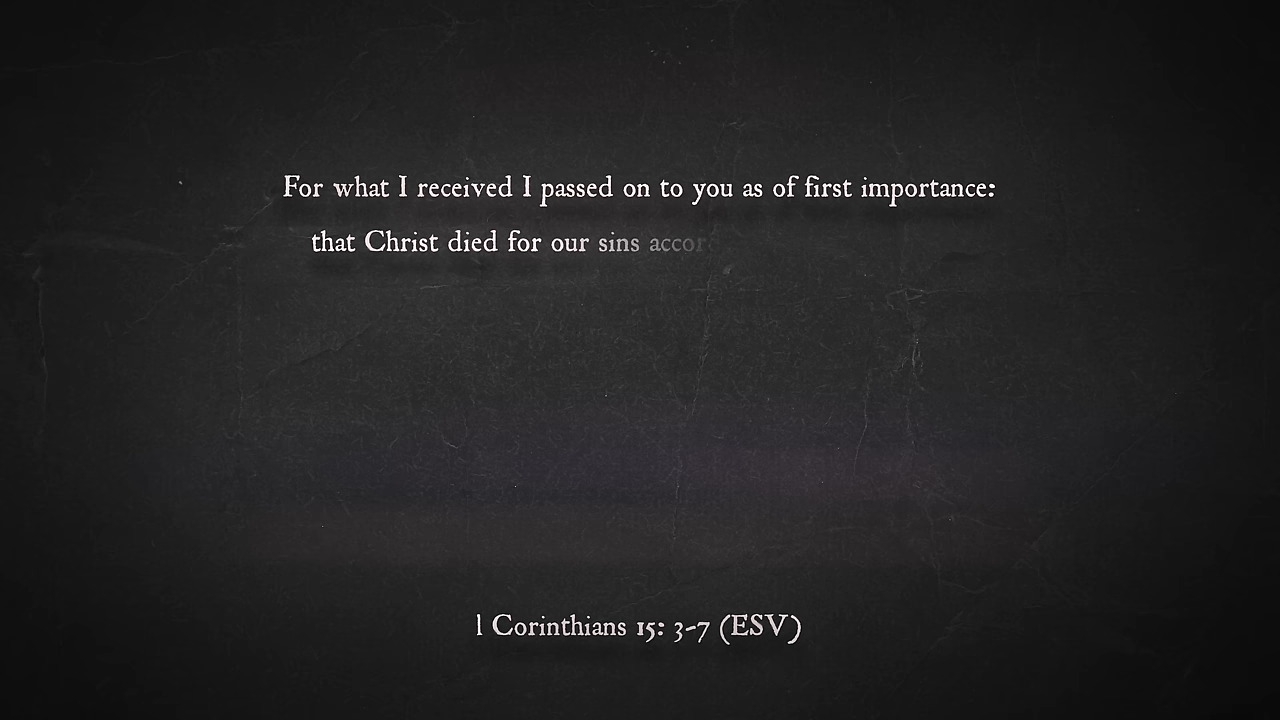 For what I received I passed on to you as of first importance:
that Christ died for our sins accor
1 Corinthians 15: 3-7 (ESV)